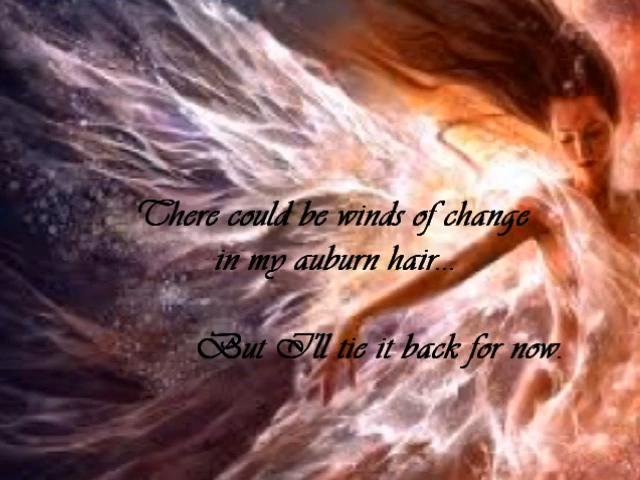 There could be winds of change
in my auburn hair...
But I'll tie it back for now.